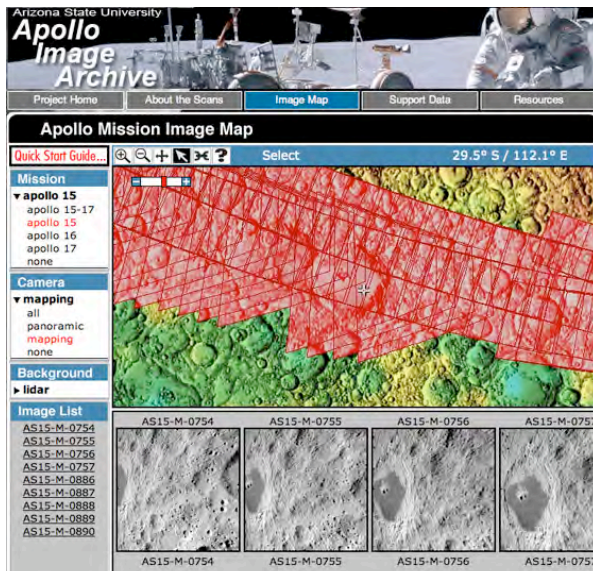 Arizona State University
Apollo
Image
Archive
Project Home About the Scans Image Map Support Data Resources
Apollo Mission Image Map
Quick Start Guide... Select 29.5° S / 112.1° E
Mission
▼ apollo 15
apollo 15-17
apollo 15
apollo 16
apollo 17
none
Camera
▼ mapping
all
panoramic
mapping
none
Background
▸ lidar
Image List
AS15-M-0754
AS15-M-0755
AS15-M-0756
AS15-M-0757
AS15-M-0886
AS15-M-0887
AS15-M-0888
AS15-M-0889
AS15-M-0890
AS15-M-0754 AS15-M-0755 AS15-M-0756 AS15-M-075
AS15-M-0754 AS15-M-0755 AS15-M-0756 AS15-M-075